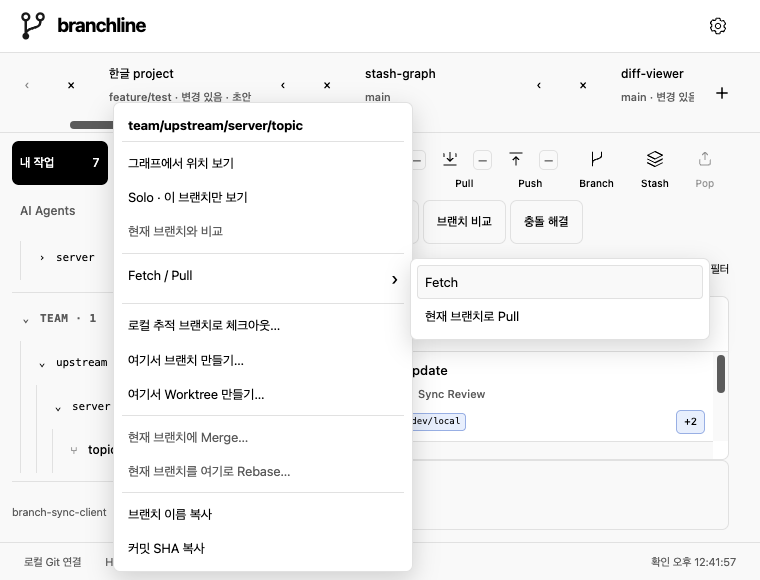 branchline
‹ × 한글 project ‹ × stash-graph ‹ × diff-viewer
feature/test · 변경 있음 · 초안 main main · 변경 있음 +
team/upstream/server/topic
그래프에서 위치 보기
Solo · 이 브랜치만 보기
현재 브랜치와 비교
Fetch / Pull ›
로컬 추적 브랜치로 체크아웃...
여기서 브랜치 만들기...
여기서 Worktree 만들기...
현재 브랜치에 Merge...
현재 브랜치를 여기로 Rebase...
브랜치 이름 복사
커밋 SHA 복사
Fetch
현재 브랜치로 Pull
내 작업 7
AI Agents
› server
TEAM · 1
upstream
server
topic
branch-sync-client
– – –
Pull Push Branch Stash Pop
브랜치 비교 충돌 해결
필터
pdate
Sync Review
dev/local +2
로컬 Git 연결 H
확인 오후 12:41:57